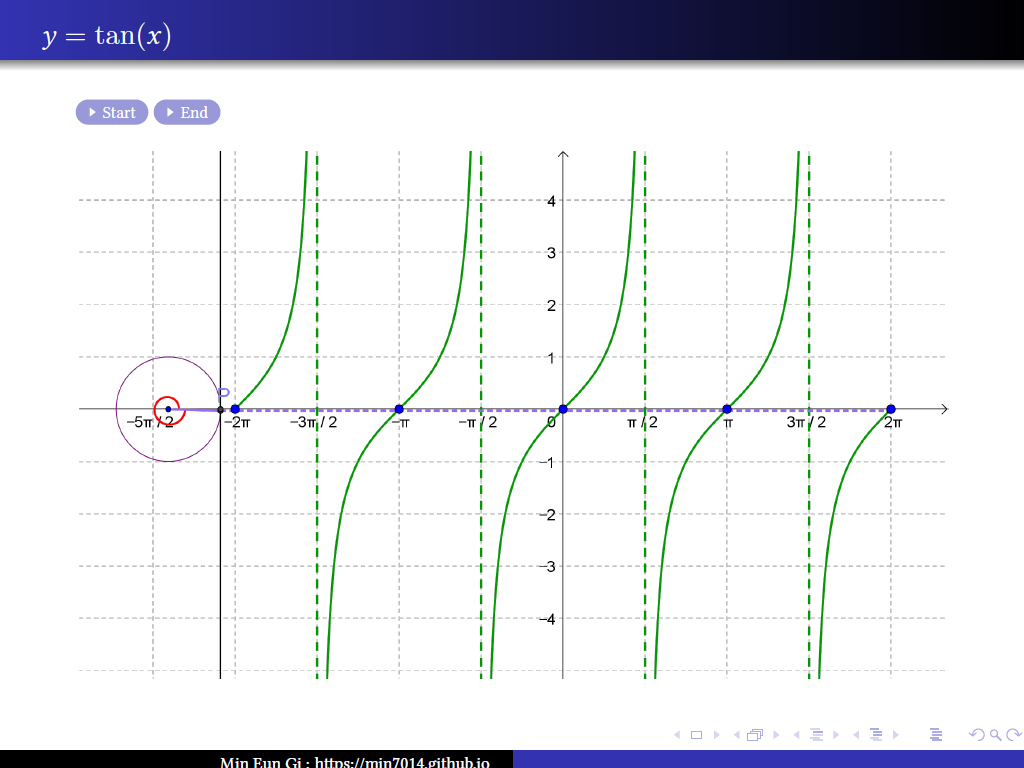 y = tan(x)
Start End
4
3
2
1
P
−5π / 2 −2π −3π / 2 −π −π / 2 0 π / 2 π 3π / 2 2π
−1
−2
−3
−4
Min Eun Gi : https://min7014.github.io